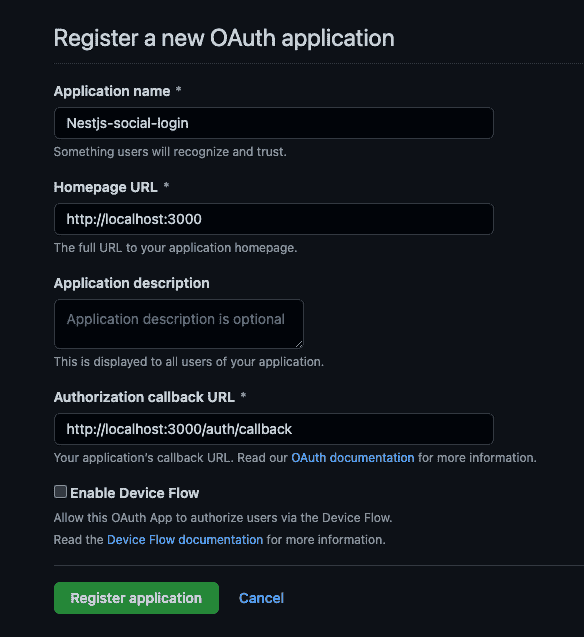 Register a new OAuth application
Application name *
Nestjs-social-login
Something users will recognize and trust.
Homepage URL *
http://localhost:3000
The full URL to your application homepage.
Application description
Application description is optional
This is displayed to all users of your application.
Authorization callback URL *
http://localhost:3000/auth/callback
Your application's callback URL. Read our OAuth documentation for more information.
Enable Device Flow
Allow this OAuth App to authorize users via the Device Flow.
Read the Device Flow documentation for more information.
Register application Cancel